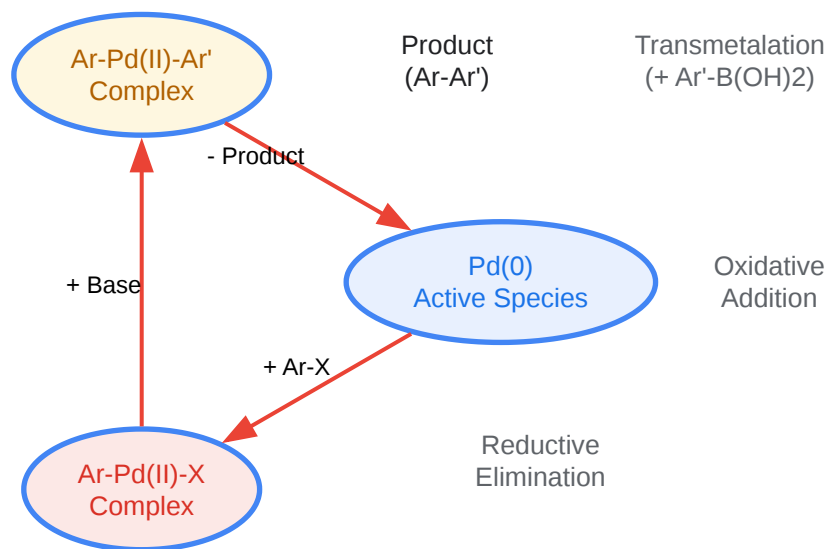 Ar-Pd(II)-Ar'
Complex
Product
(Ar-Ar')
Transmetalation
(+ Ar'-B(OH)2)
- Product
Pd(0)
Active Species
Oxidative
Addition
+ Base
+ Ar-X
Reductive
Elimination
Ar-Pd(II)-X
Complex